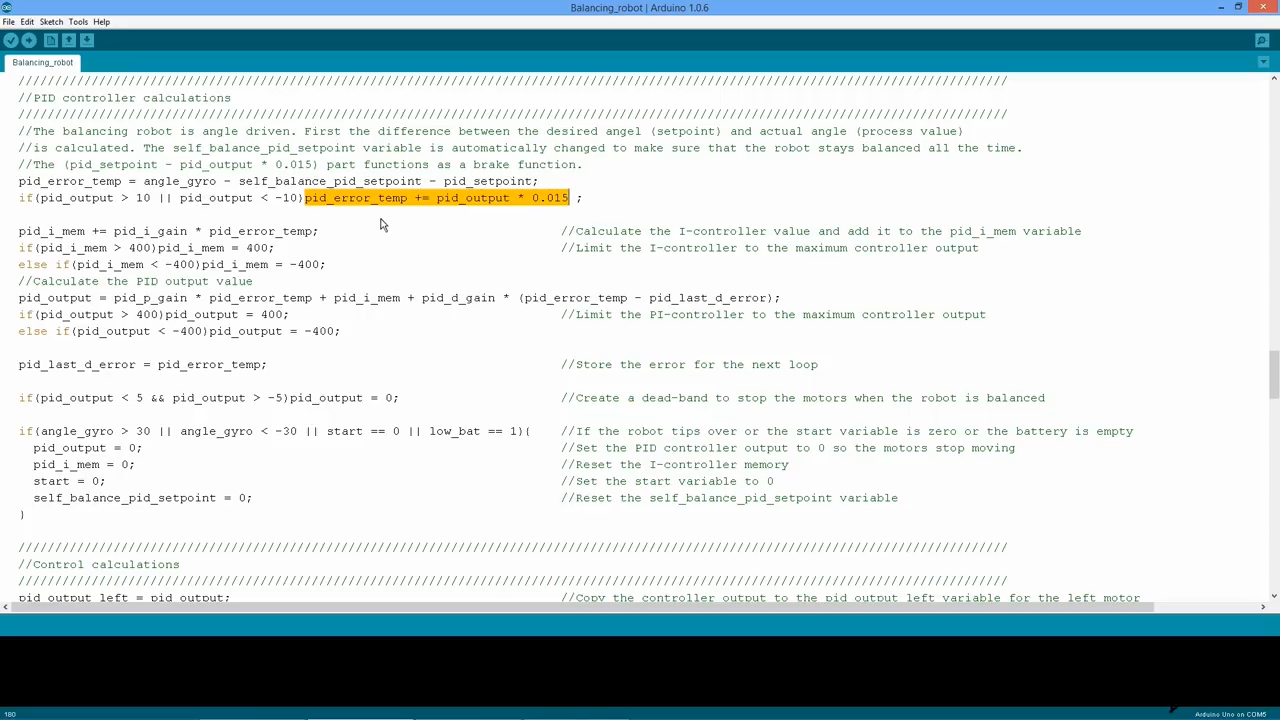 Balancing_robot | Arduino 1.0.6
File Edit Sketch Tools Help
Balancing_robot
///////////////////////////////////////////////////////////////////////////////////////////////////////////////////////////////////////
//PID controller calculations
///////////////////////////////////////////////////////////////////////////////////////////////////////////////////////////////////////
//The balancing robot is angle driven. First the difference between the desired angel (setpoint) and actual angle (process value)
//is calculated. The self_balance_pid_setpoint variable is automatically changed to make sure that the robot stays balanced all the time.
//The (pid_setpoint - pid_output * 0.015) part functions as a brake function.
pid_error_temp = angle_gyro - self_balance_pid_setpoint - pid_setpoint;
if(pid_output > 10 || pid_output < -10)pid_error_temp += pid_output * 0.015 ;
pid_i_mem += pid_i_gain * pid_error_temp; //Calculate the I-controller value and add it to the pid_i_mem variable
if(pid_i_mem > 400)pid_i_mem = 400; //Limit the I-controller to the maximum controller output
else if(pid_i_mem < -400)pid_i_mem = -400;
//Calculate the PID output value
pid_output = pid_p_gain * pid_error_temp + pid_i_mem + pid_d_gain * (pid_error_temp - pid_last_d_error);
if(pid_output > 400)pid_output = 400; //Limit the PI-controller to the maximum controller output
else if(pid_output < -400)pid_output = -400;
pid_last_d_error = pid_error_temp; //Store the error for the next loop
if(pid_output < 5 && pid_output > -5)pid_output = 0; //Create a dead-band to stop the motors when the robot is balanced
if(angle_gyro > 30 || angle_gyro < -30 || start == 0 || low_bat == 1){ //If the robot tips over or the start variable is zero or the battery is empty
pid_output = 0; //Set the PID controller output to 0 so the motors stop moving
pid_i_mem = 0; //Reset the I-controller memory
start = 0; //Set the start variable to 0
self_balance_pid_setpoint = 0; //Reset the self_balance_pid_setpoint variable
}
///////////////////////////////////////////////////////////////////////////////////////////////////////////////////////////////////////
//Control calculations
///////////////////////////////////////////////////////////////////////////////////////////////////////////////////////////////////////
pid_output_left = pid_output; //Copy the controller output to the pid_output_left variable for the left motor
180 Arduino Uno on COM5